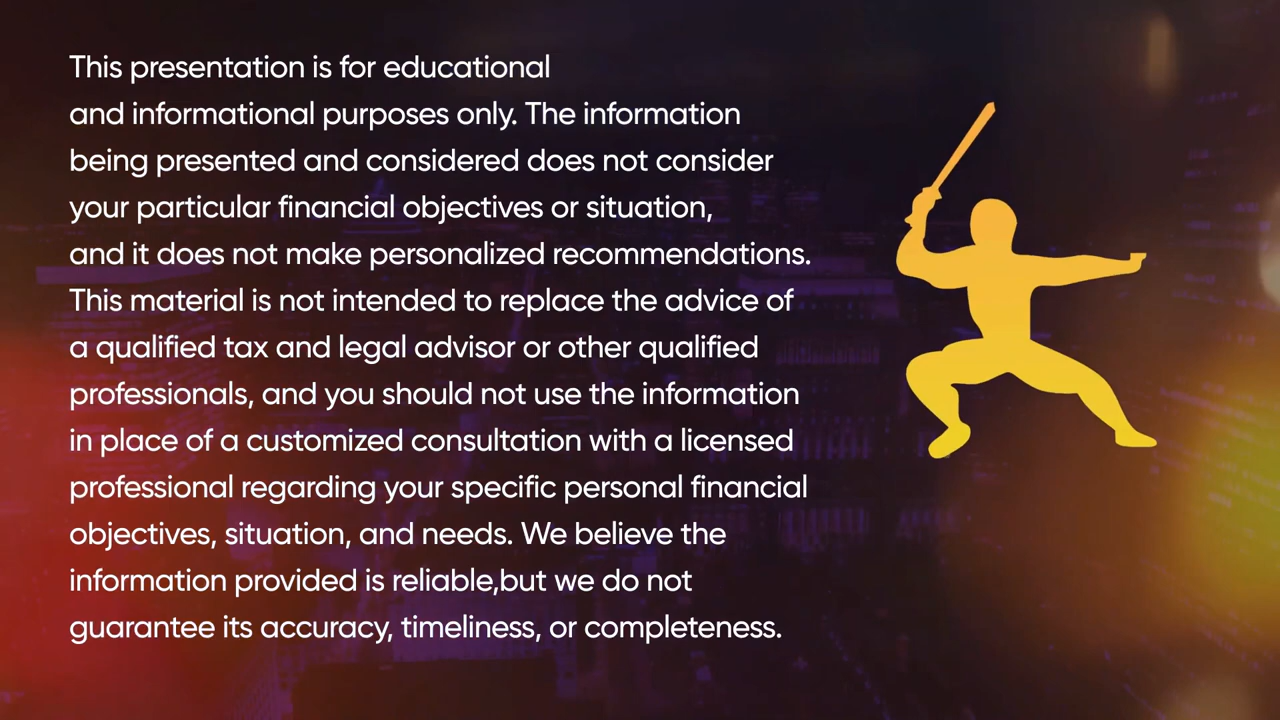 This presentation is for educational
and informational purposes only. The information
being presented and considered does not consider
your particular financial objectives or situation,
and it does not make personalized recommendations.
This material is not intended to replace the advice of
a qualified tax and legal advisor or other qualified
professionals, and you should not use the information
in place of a customized consultation with a licensed
professional regarding your specific personal financial
objectives, situation, and needs. We believe the
information provided is reliable,but we do not
guarantee its accuracy, timeliness, or completeness.